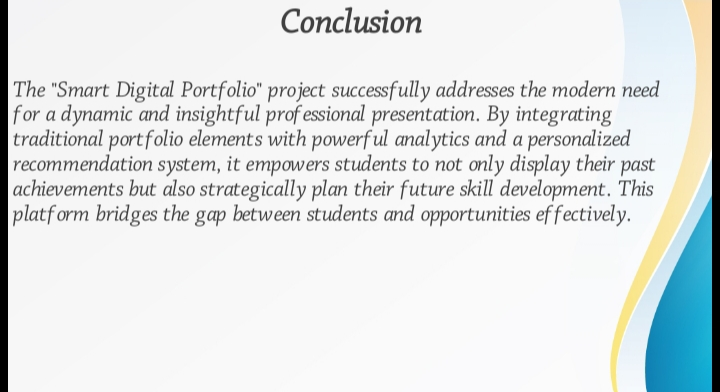 Conclusion
The "Smart Digital Portfolio" project successfully addresses the modern need
for a dynamic and insightful professional presentation. By integrating
traditional portfolio elements with powerful analytics and a personalized
recommendation system, it empowers students to not only display their past
achievements but also strategically plan their future skill development. This
platform bridges the gap between students and opportunities effectively.